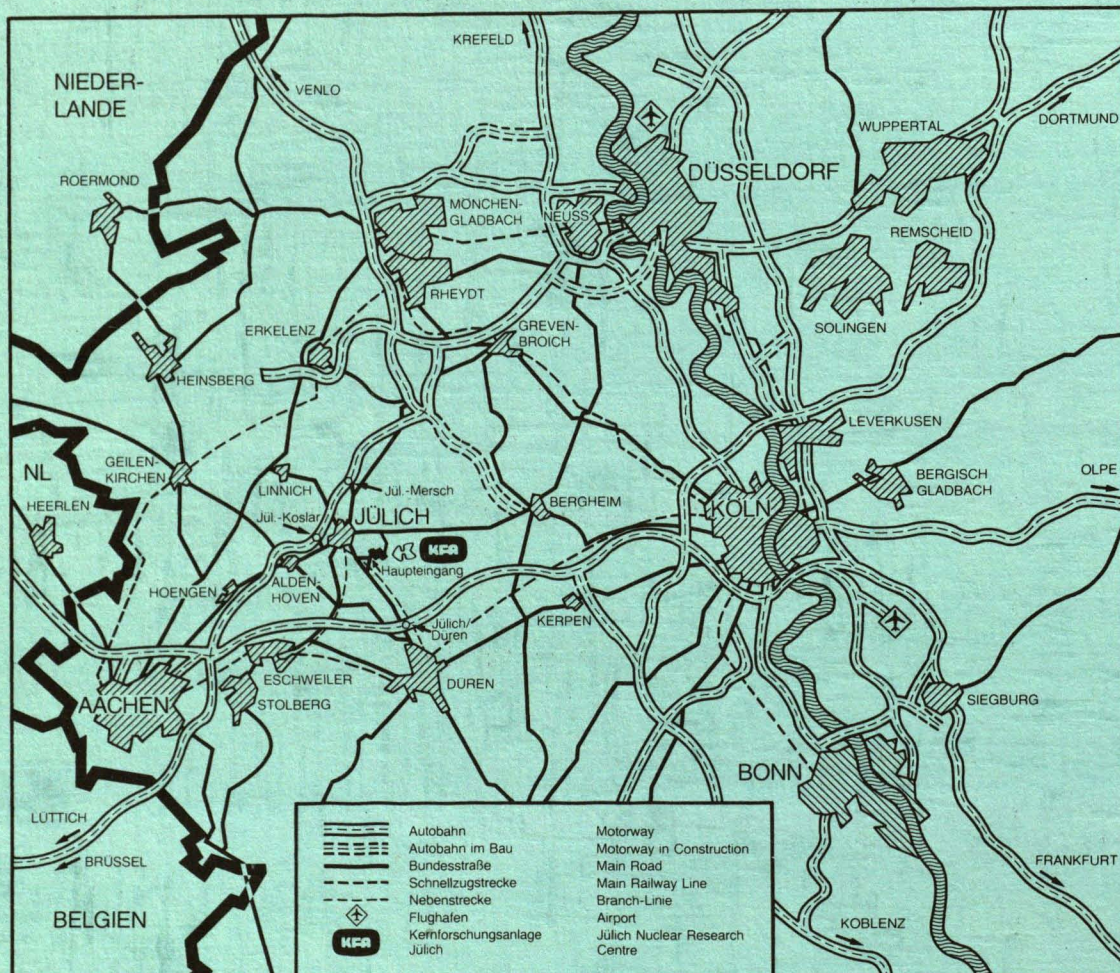 KREFELD
NIEDER-
LANDE
VENLO
DORTMUND
WUPPERTAL
DÜSSELDORF
ROERMOND
MÖNCHEN-
GLADBACH
NEUSS
REMSCHEID
RHEYDT
SOLINGEN
ERKELENZ
GREVEN-
BROICH
HEINSBERG
LEVERKUSEN
NL
GEILEN-
KIRCHEN
LINNICH
Jül.-Mersch
BERGHEIM
BERGISCH
GLADBACH
OLPE
HEERLEN
Jül.-Koslar
JÜLICH
KÖLN
KFA
Haupteingang
HOENGEN
ALDEN-
HOVEN
Jülich/
Düren
KERPEN
ESCHWEILER
DÜREN
SIEGBURG
AACHEN
STOLBERG
BONN
LÜTTICH
BRÜSSEL
FRANKFURT
BELGIEN
KOBLENZ
Autobahn Motorway
Autobahn im Bau Motorway in Construction
Bundesstraße Main Road
Schnellzugstrecke Main Railway Line
Nebenstrecke Branch-Linie
Flughafen Airport
KFA Kernforschungsanlage Jülich Nuclear Research
Jülich Centre